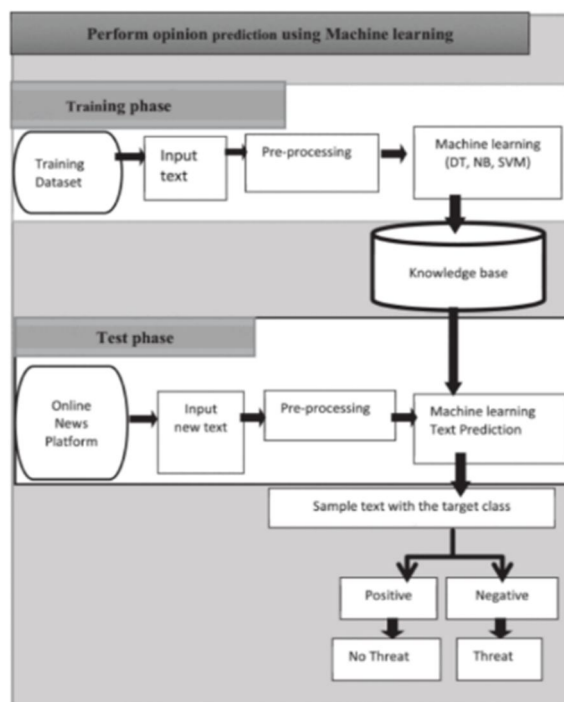 Perform opinion prediction using Machine learning
Training phase
Training
Dataset
Input
text
Pre-processing
Machine learning
(DT, NB, SVM)
Knowledge base
Test phase
Online
News
Platform
Input
new text
Pre-processing
Machine learning
Text Prediction
Sample text with the target class
Positive
Negative
No Threat
Threat